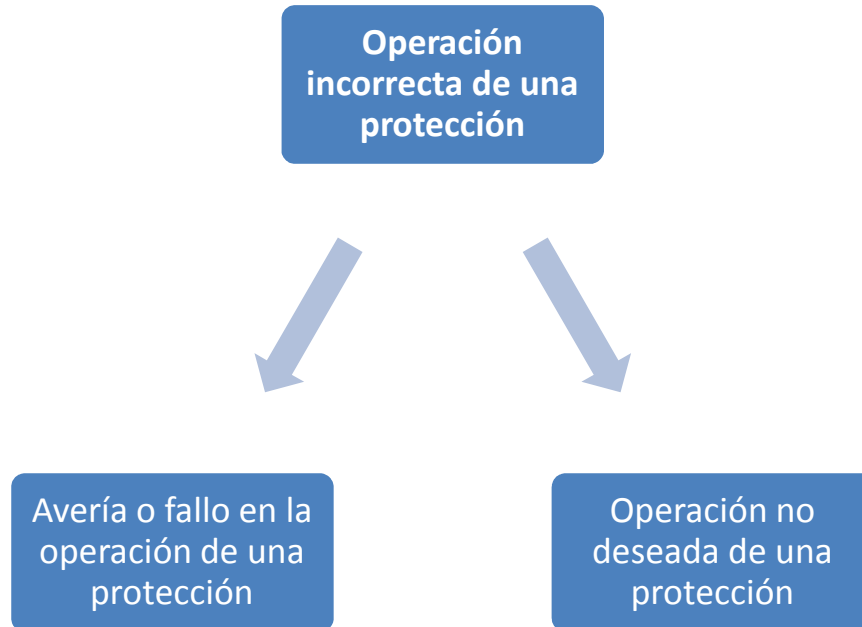 Operación
incorrecta de una
protección
Avería o fallo en la
operación de una
protección
Operación no
deseada de una
protección